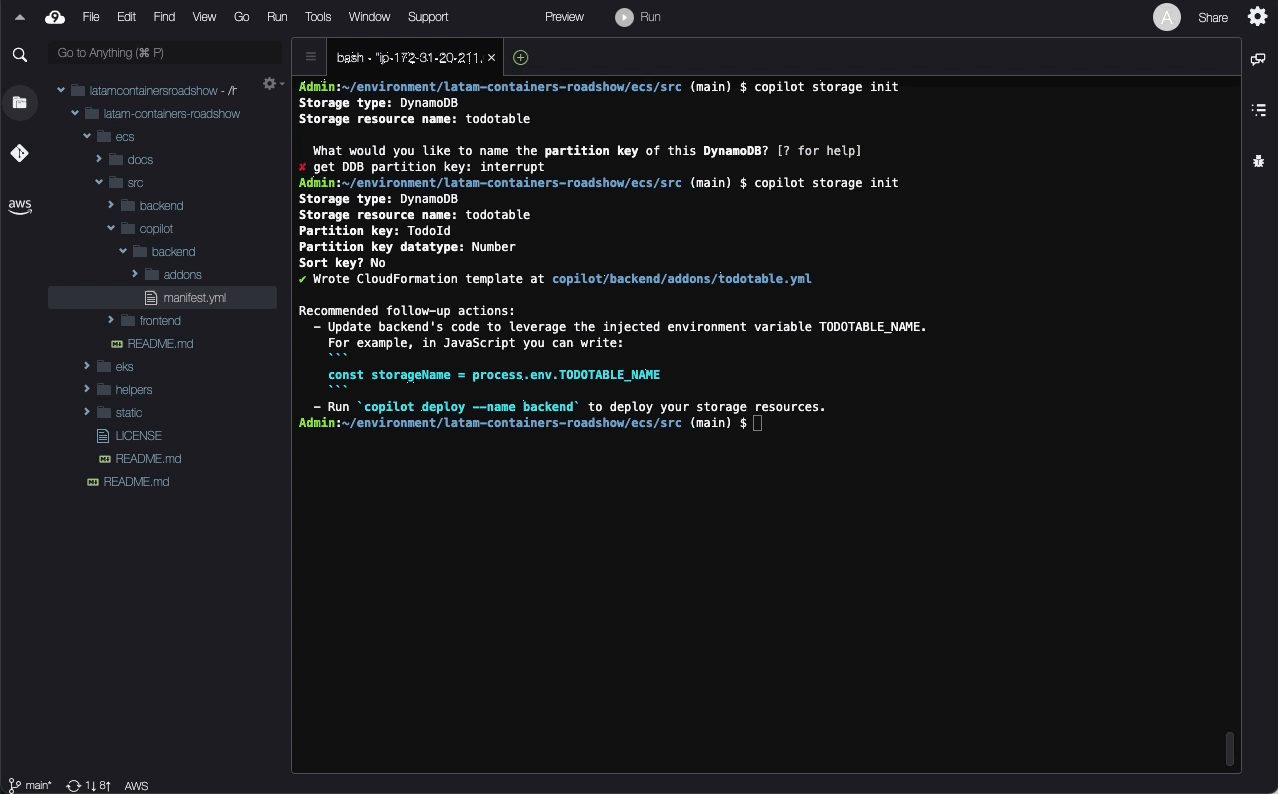 File Edit Find View Go Run Tools Window Support Preview Run A Share
Go to Anything (⌘ P)
bash - "ip-172-31-20-211.
latamcontainersroadshow - /h
latam-containers-roadshow
ecs
docs
src
backend
copilot
backend
addons
manifest.yml
frontend
README.md
eks
helpers
static
LICENSE
README.md
README.md
aws
Admin:~/environment/latam-containers-roadshow/ecs/src (main) $ copilot storage init
Storage type: DynamoDB
Storage resource name: todotable
What would you like to name the partition key of this DynamoDB? [? for help]
✘ get DDB partition key: interrupt
Admin:~/environment/latam-containers-roadshow/ecs/src (main) $ copilot storage init
Storage type: DynamoDB
Storage resource name: todotable
Partition key: TodoId
Partition key datatype: Number
Sort key? No
✔ Wrote CloudFormation template at copilot/backend/addons/todotable.yml
Recommended follow-up actions:
– Update backend's code to leverage the injected environment variable TODOTABLE_NAME.
For example, in JavaScript you can write:
```
const storageName = process.env.TODOTABLE_NAME
```
– Run `copilot deploy --name backend` to deploy your storage resources.
Admin:~/environment/latam-containers-roadshow/ecs/src (main) $
main* 1↓ 8↑ AWS